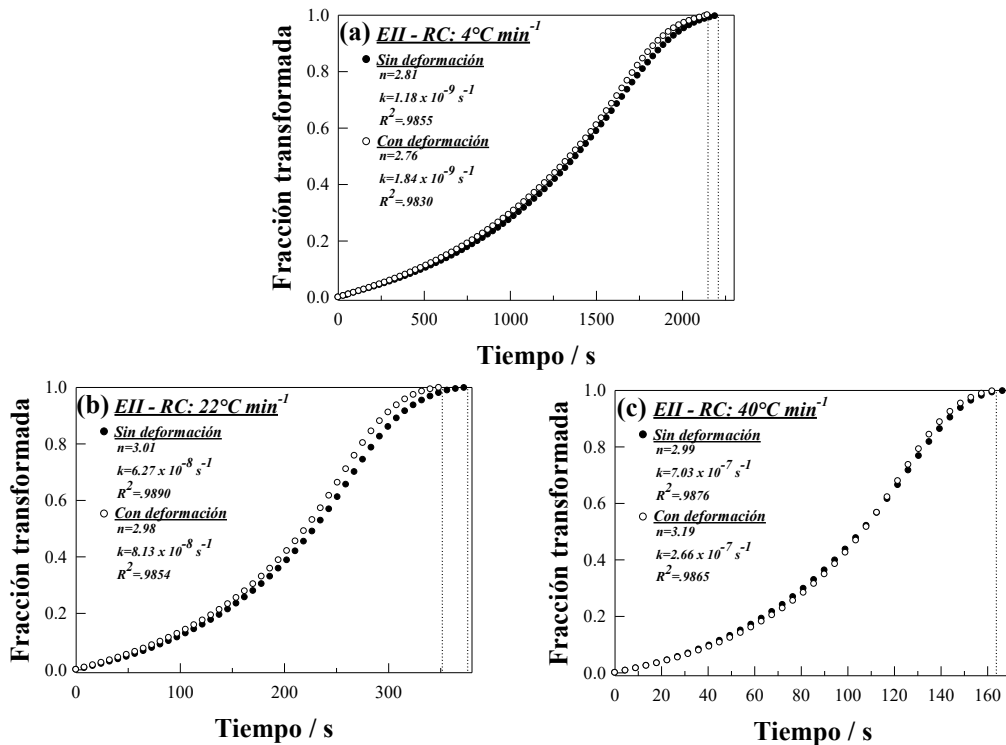 (a) EII - RC: 4°C min⁻¹
● Sin deformación
n=2.81
k=1.18 x 10⁻⁹ s⁻¹
R²=.9855
○ Con deformación
n=2.76
k=1.84 x 10⁻⁹ s⁻¹
R²=.9830
Fracción transformada
1.0
0.8
0.6
0.4
0.2
0.0
0 500 1000 1500 2000
Tiempo / s
(b) EII - RC: 22°C min⁻¹
● Sin deformación
n=3.01
k=6.27 x 10⁻⁸ s⁻¹
R²=.9890
○ Con deformación
n=2.98
k=8.13 x 10⁻⁸ s⁻¹
R²=.9854
Fracción transformada
1.0
0.8
0.6
0.4
0.2
0.0
0 100 200 300
Tiempo / s
(c) EII - RC: 40°C min⁻¹
● Sin deformación
n=2.99
k=7.03 x 10⁻⁷ s⁻¹
R²=.9876
○ Con deformación
n=3.19
k=2.66 x 10⁻⁷ s⁻¹
R²=.9865
Fracción transformada
1.0
0.8
0.6
0.4
0.2
0.0
0 20 40 60 80 100 120 140 160
Tiempo / s